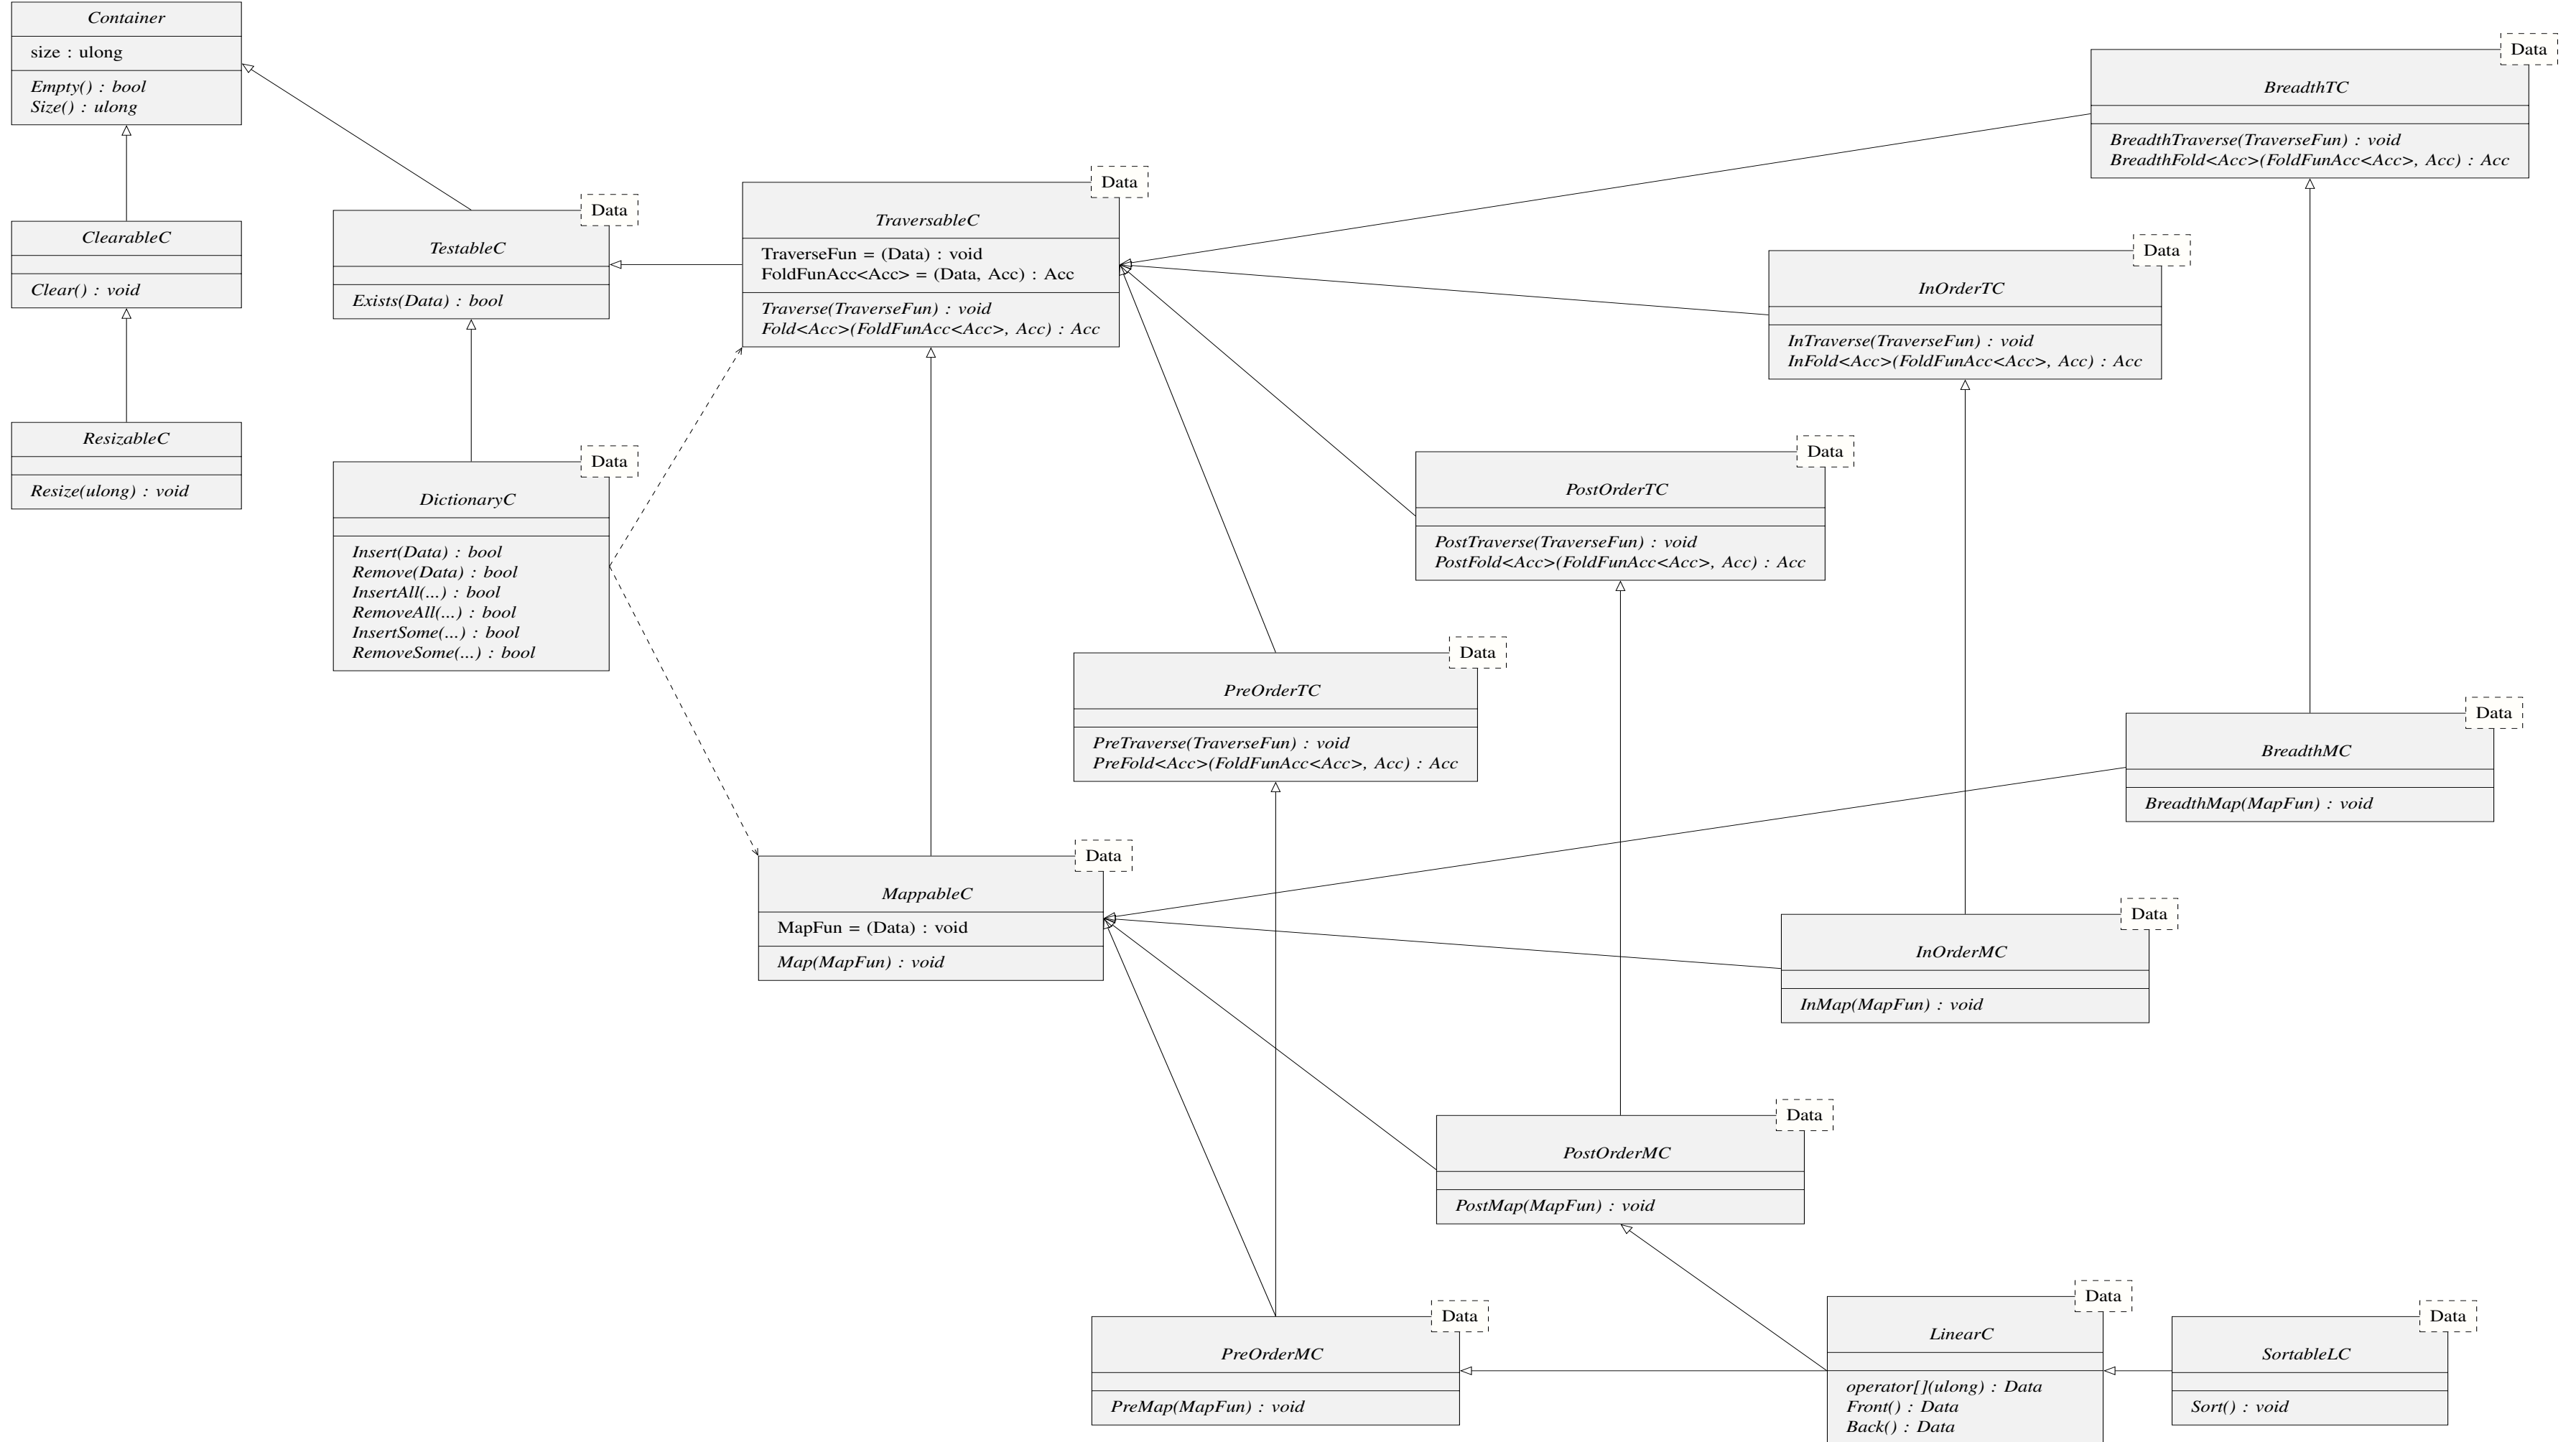 Container
size : ulong
Empty() : bool
Size() : ulong
ClearableC
Clear() : void
ResizableC
Resize(ulong) : void
Data
TestableC
Exists(Data) : bool
Data
DictionaryC
Insert(Data) : bool
Remove(Data) : bool
InsertAll(...) : bool
RemoveAll(...) : bool
InsertSome(...) : bool
RemoveSome(...) : bool
Data
TraversableC
TraverseFun = (Data) : void
FoldFunAcc<Acc> = (Data, Acc) : Acc
Traverse(TraverseFun) : void
Fold<Acc>(FoldFunAcc<Acc>, Acc) : Acc
Data
MappableC
MapFun = (Data) : void
Map(MapFun) : void
Data
BreadthTC
BreadthTraverse(TraverseFun) : void
BreadthFold<Acc>(FoldFunAcc<Acc>, Acc) : Acc
Data
InOrderTC
InTraverse(TraverseFun) : void
InFold<Acc>(FoldFunAcc<Acc>, Acc) : Acc
Data
PostOrderTC
PostTraverse(TraverseFun) : void
PostFold<Acc>(FoldFunAcc<Acc>, Acc) : Acc
Data
PreOrderTC
PreTraverse(TraverseFun) : void
PreFold<Acc>(FoldFunAcc<Acc>, Acc) : Acc
Data
BreadthMC
BreadthMap(MapFun) : void
Data
InOrderMC
InMap(MapFun) : void
Data
PostOrderMC
PostMap(MapFun) : void
Data
PreOrderMC
PreMap(MapFun) : void
Data
LinearC
operator[](ulong) : Data
Front() : Data
Back() : Data
Data
SortableLC
Sort() : void